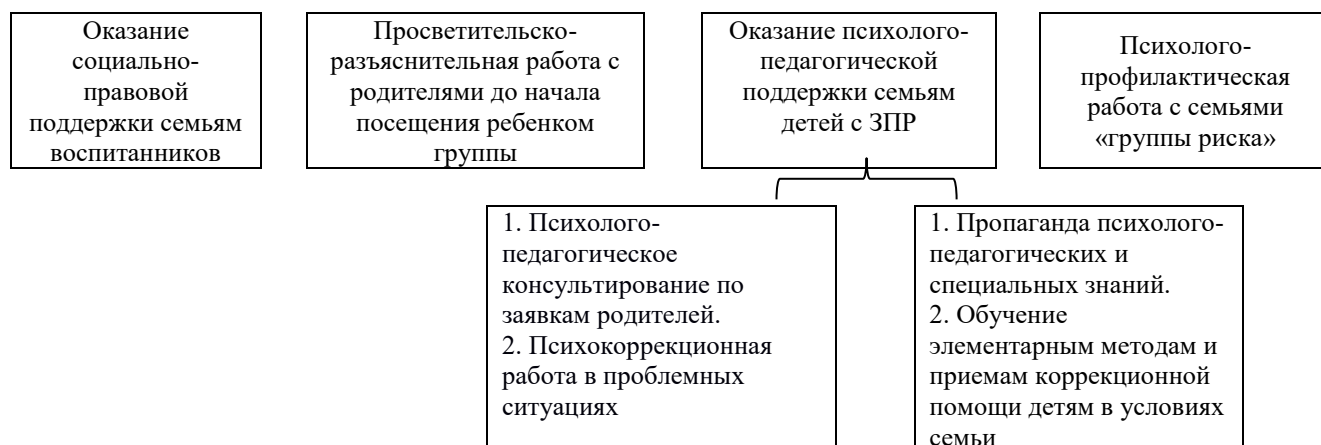 Оказание
социально-
правовой
поддержки семьям
воспитанников
Просветительско-
разъяснительная работа с
родителями до начала
посещения ребенком
группы
Оказание психолого-
педагогической
поддержки семьям
детей с ЗПР
Психолого-
профилактическая
работа с семьями
«группы риска»
1. Психолого-
педагогическое
консультирование по
заявкам родителей.
2. Психокоррекционная
работа в проблемных
ситуациях
1. Пропаганда психолого-
педагогических и
специальных знаний.
2. Обучение
элементарным методам и
приемам коррекционной
помощи детям в условиях
семьи